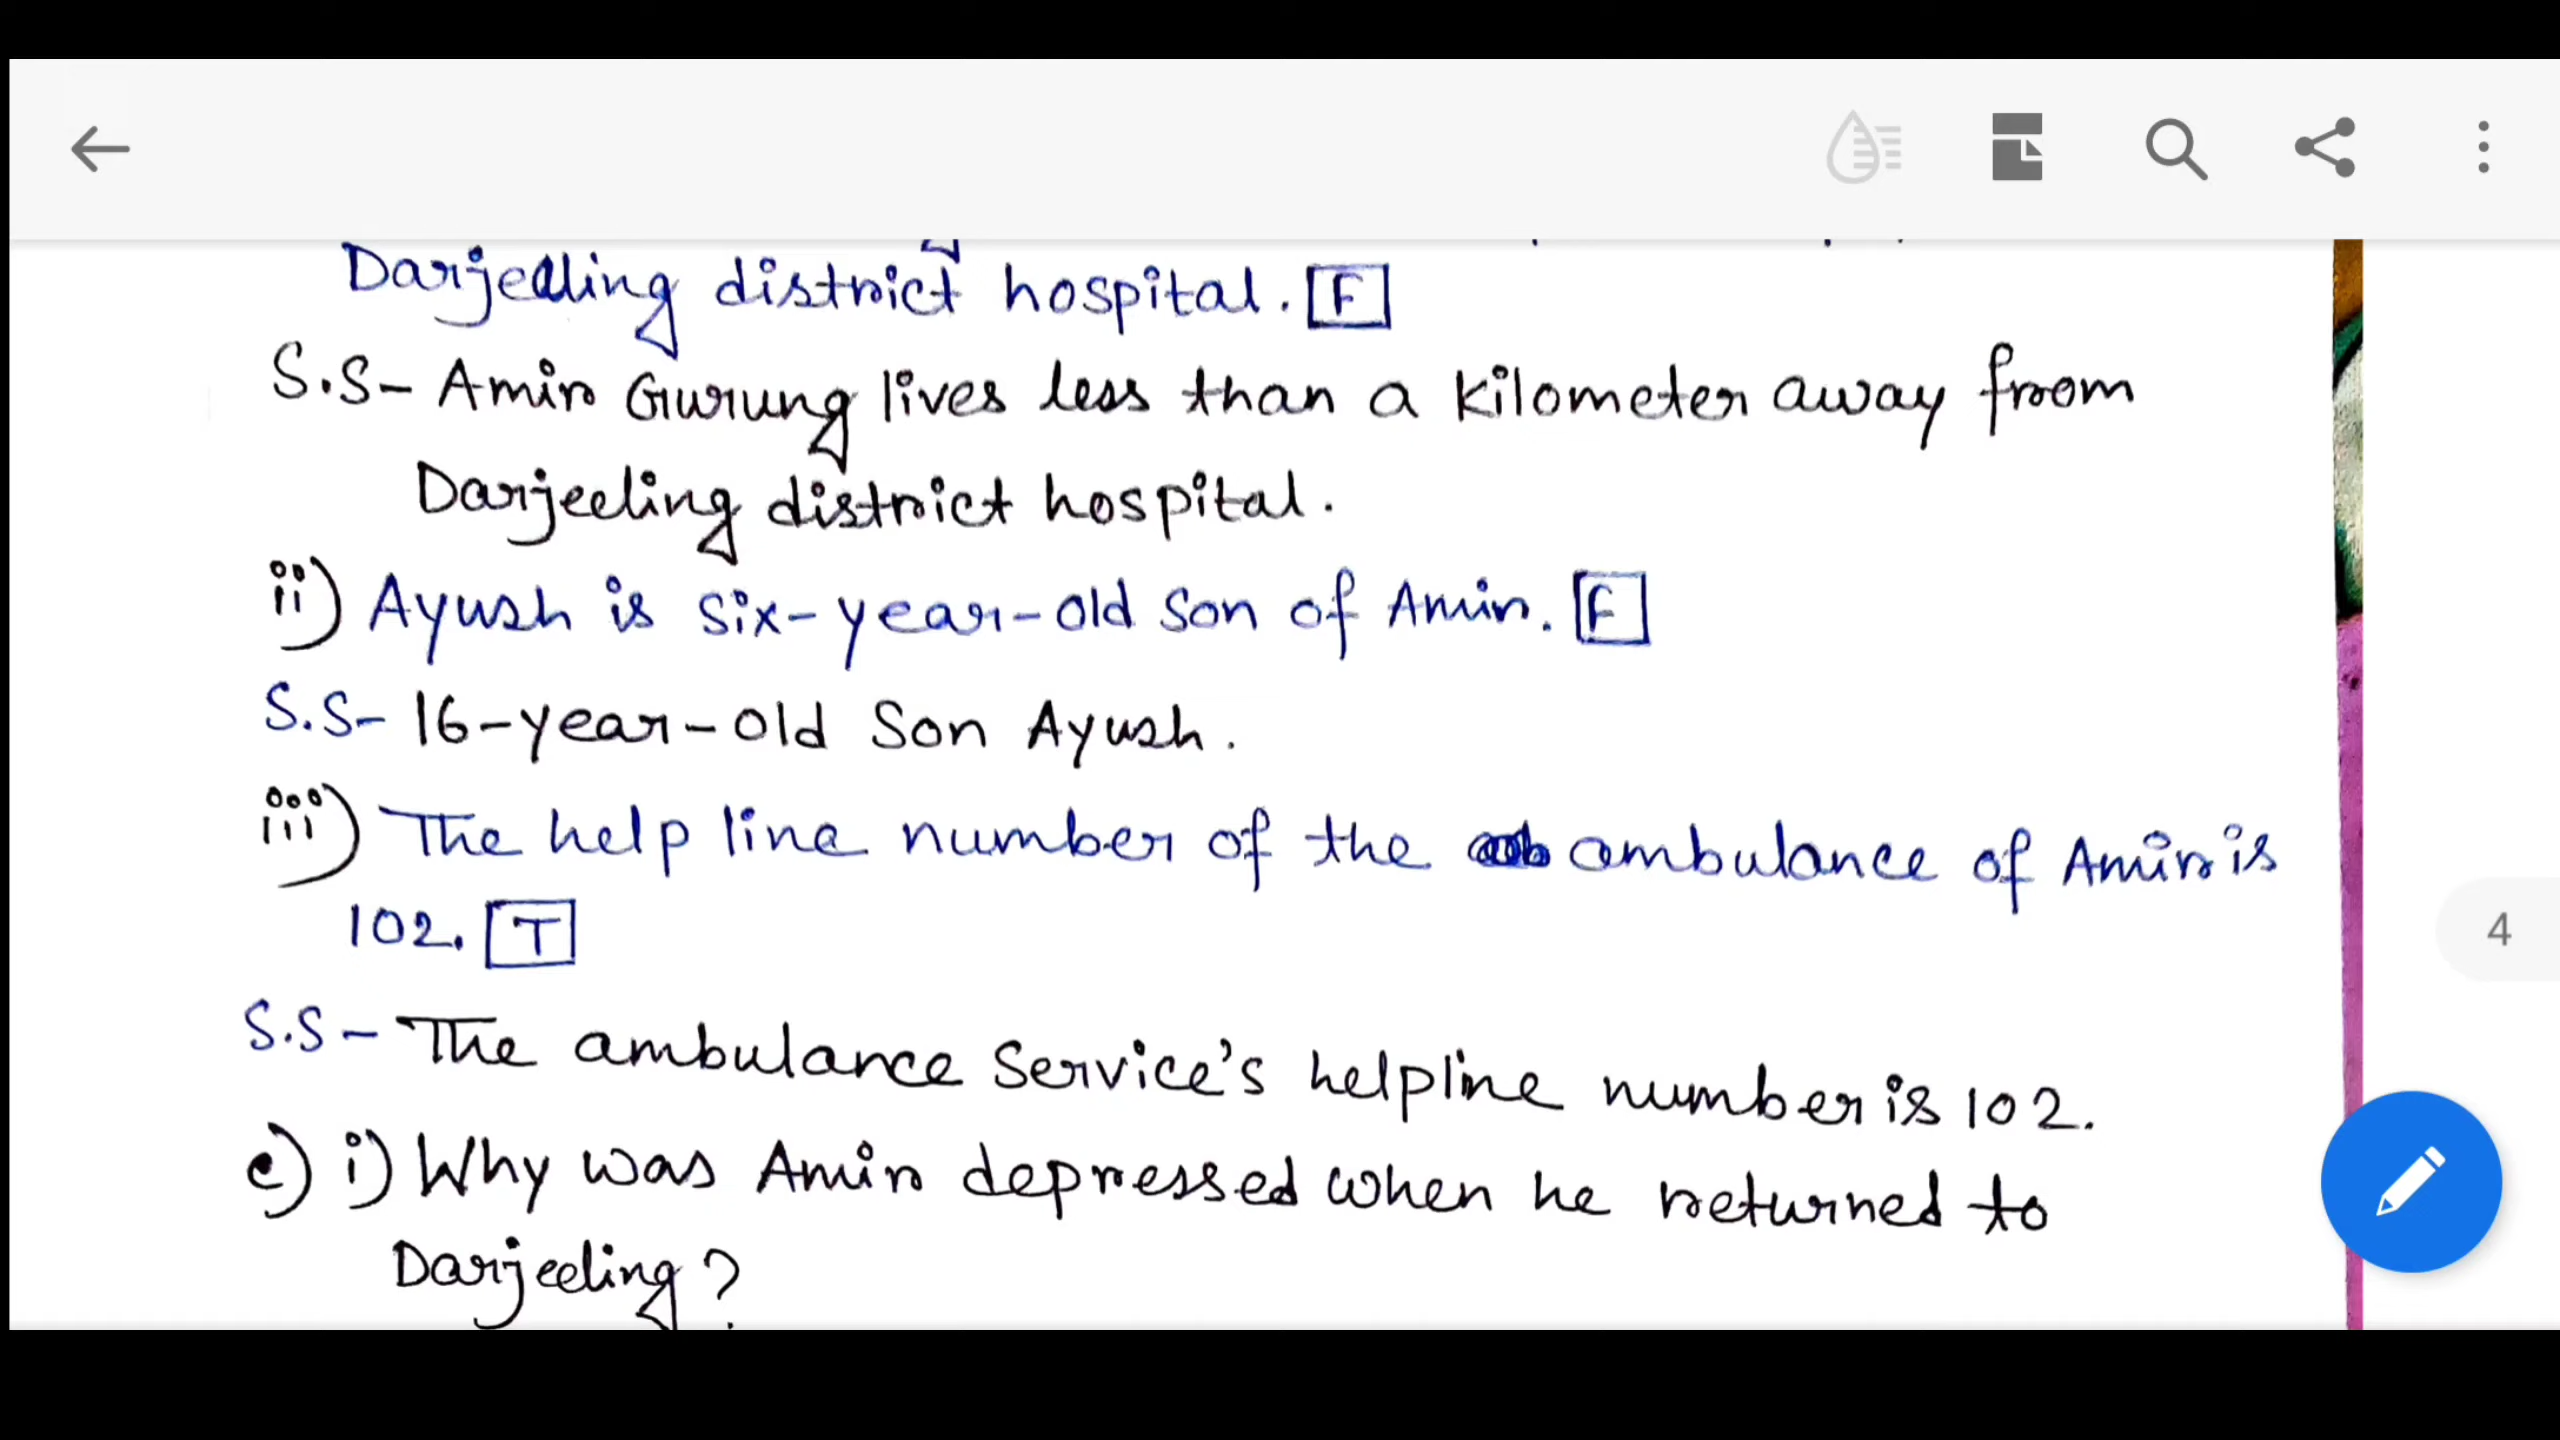 Darjeeling district hospital. F
S.S- Amir Gurung lives less than a kilometer away from
Darjeeling district hospital.
ii) Ayush is six-year-old son of Amir. F
S.S- 16-year-old Son Ayush.
iii) The help line number of the ambulance of Amir is
102. T
4
S.S- The ambulance Service's helpline number is 102.
c) i) Why was Amir depressed when he returned to
Darjeeling?